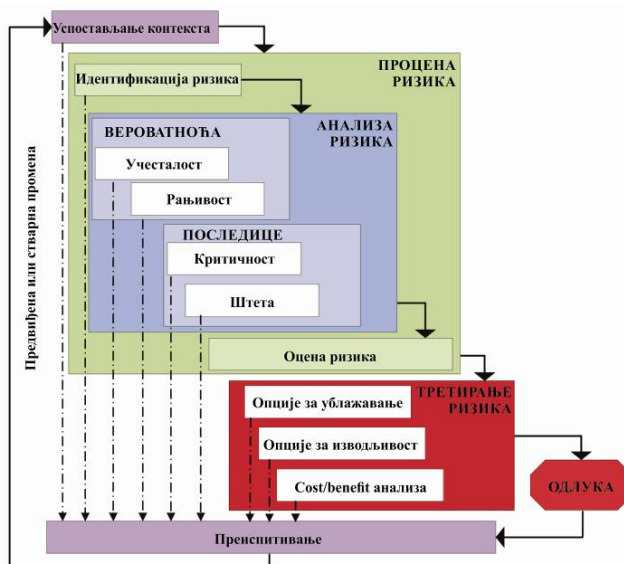 Успостављање контекста
ПРОЦЕНА
РИЗИКА
Идентификација ризика
АНАЛИЗА
РИЗИКА
ВЕРОВАТНОЋА
Учесталост
Рањивост
ПОСЛЕДИЦЕ
Критичност
Штета
Оцена ризика
ТРЕТИРАЊЕ
РИЗИКА
Опције за ублажавање
Опције за изводљивост
Cost/benefit анализа
ОДЛУКА
Преиспитивање
Предвиђена или стварна промена